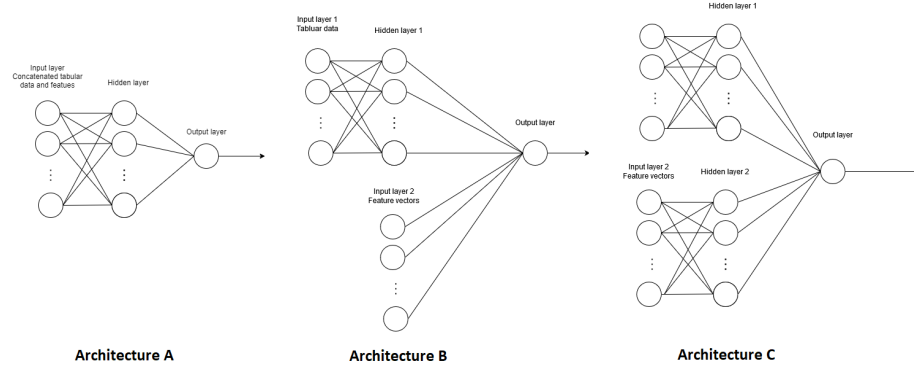 Input layer
Concatenated tabular
data and featues
Hidden layer
Output layer
Architecture A
Input layer 1
Tabluar data
Hidden layer 1
Output layer
Input layer 2
Feature vectors
Architecture B
Hidden layer 1
Output layer
Input layer 2
Feature vectors
Hidden layer 2
Architecture C